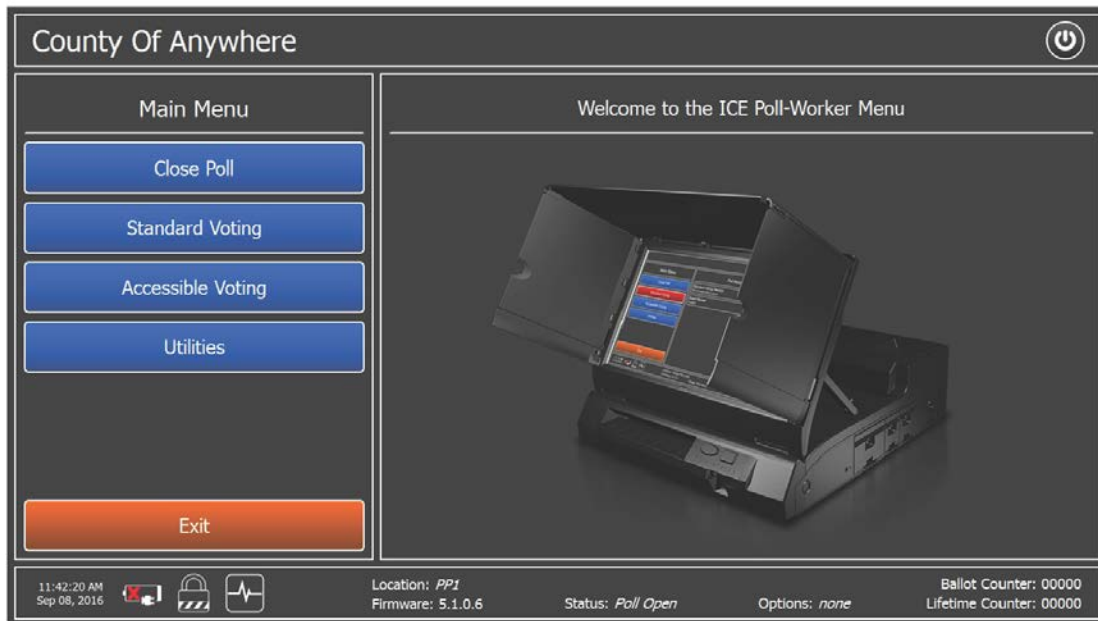 County Of Anywhere
Main Menu
Welcome to the ICE Poll-Worker Menu
Close Poll
Standard Voting
Accessible Voting
Utilities
Exit
11:42:20 AM
Sep 08, 2016
Location: PP1
Firmware: 5.1.0.6
Status: Poll Open
Options: none
Ballot Counter: 00000
Lifetime Counter: 00000